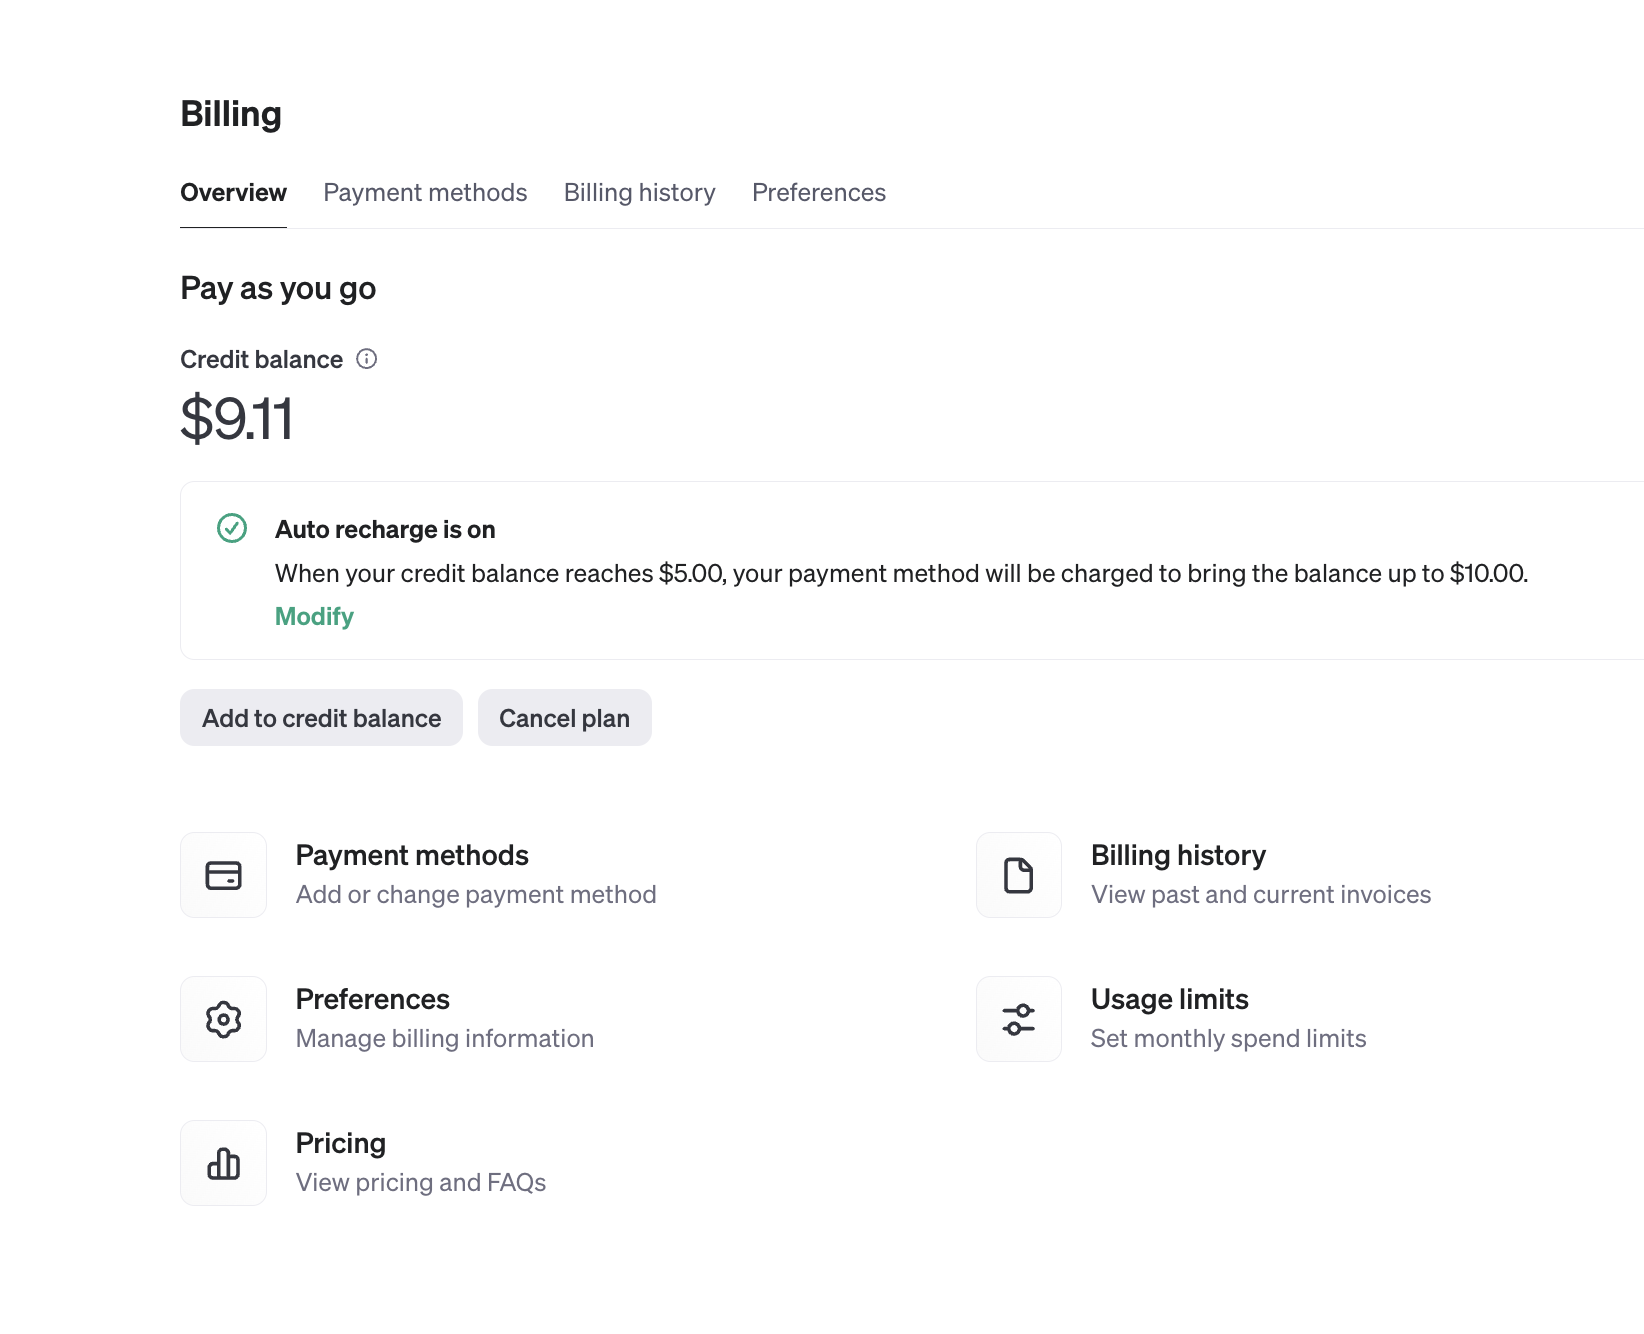 Billing
Overview Payment methods Billing history Preferences
Pay as you go
Credit balance
$9.11
Auto recharge is on
When your credit balance reaches $5.00, your payment method will be charged to bring the balance up to $10.00.
Modify
Add to credit balance Cancel plan
Payment methods
Add or change payment method
Billing history
View past and current invoices
Preferences
Manage billing information
Usage limits
Set monthly spend limits
Pricing
View pricing and FAQs